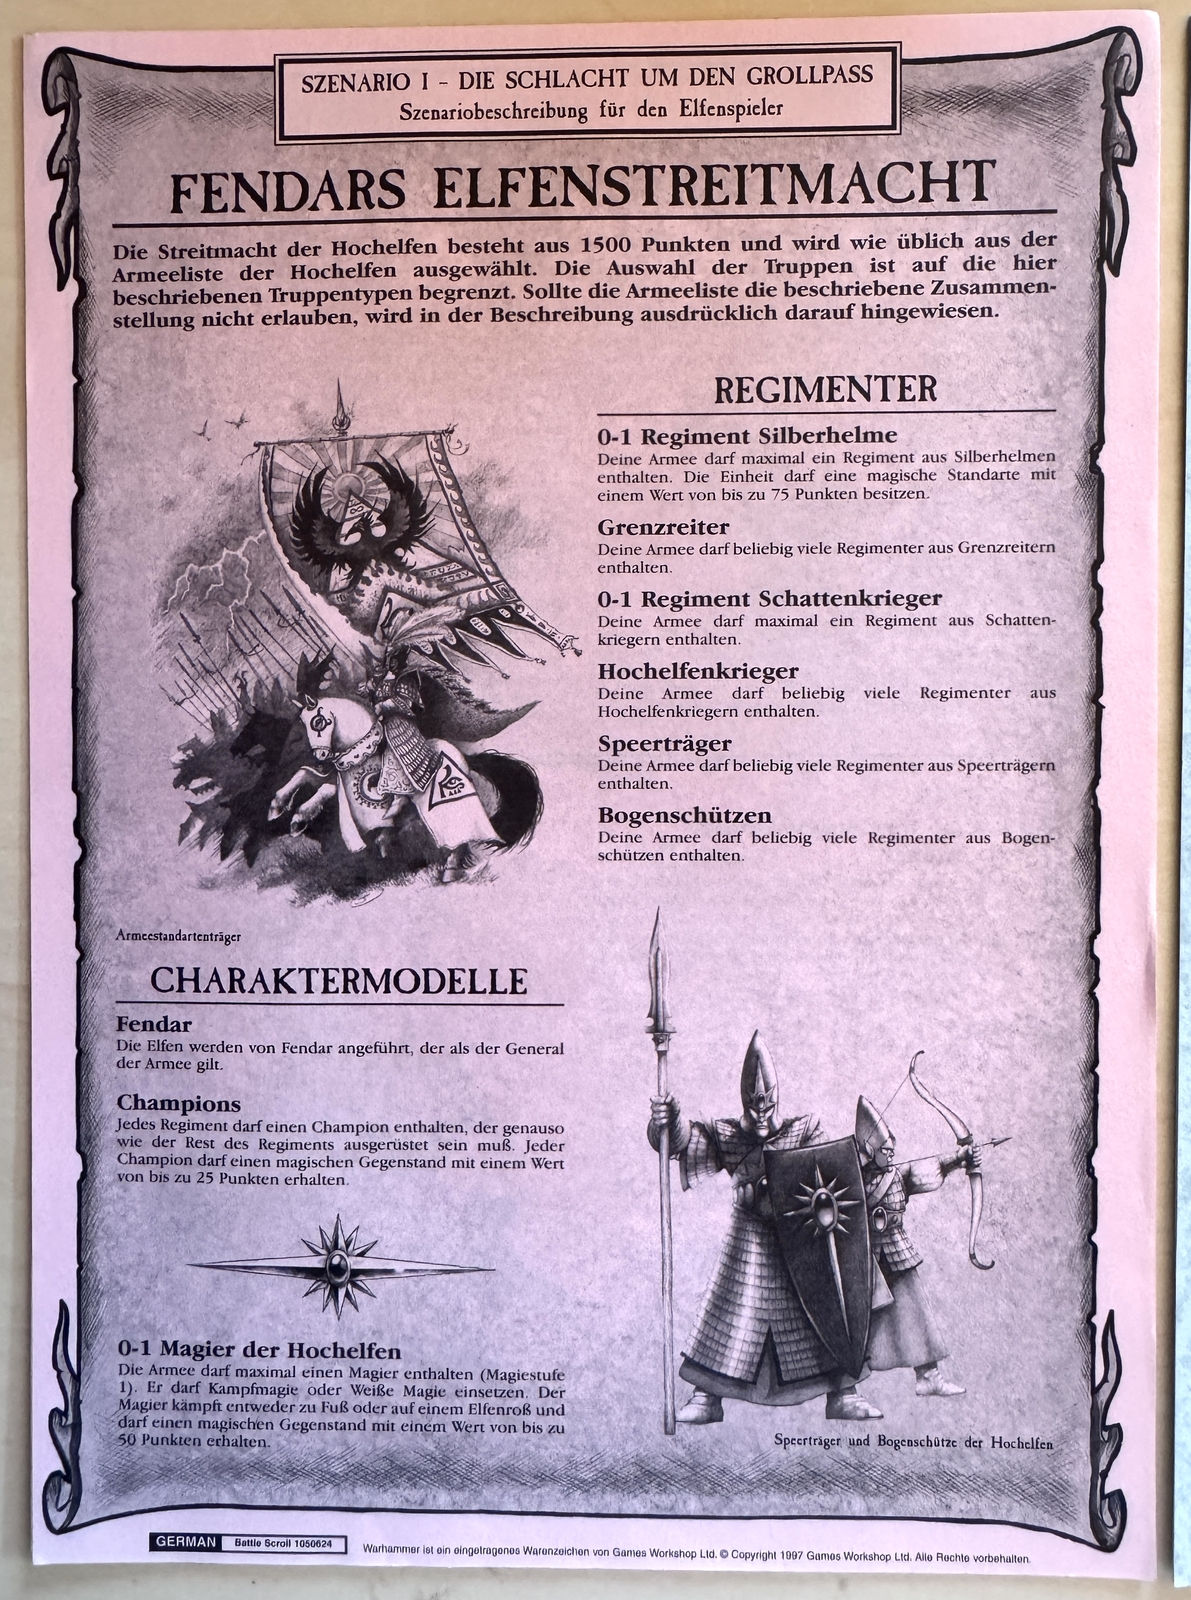 SZENARIO I – DIE SCHLACHT UM DEN GROLLPASS
Szenariobeschreibung für den Elfenspieler
FENDARS ELFENSTREITMACHT
Die Streitmacht der Hochelfen besteht aus 1500 Punkten und wird wie üblich aus der
Armeeliste der Hochelfen ausgewählt. Die Auswahl der Truppen ist auf die hier
beschriebenen Truppentypen begrenzt. Sollte die Armeeliste die beschriebene Zusammen-
stellung nicht erlauben, wird in der Beschreibung ausdrücklich darauf hingewiesen.
Armeestandartenträger
CHARAKTERMODELLE
Fendar
Die Elfen werden von Fendar angeführt, der als der General
der Armee gilt.
Champions
Jedes Regiment darf einen Champion enthalten, der genauso
wie der Rest des Regiments ausgerüstet sein muß. Jeder
Champion darf einen magischen Gegenstand mit einem Wert
von bis zu 25 Punkten erhalten.
0-1 Magier der Hochelfen
Die Armee darf maximal einen Magier enthalten (Magiestufe
1). Er darf Kampfmagie oder Weiße Magie einsetzen. Der
Magier kämpft entweder zu Fuß oder auf einem Elfenroß und
darf einen magischen Gegenstand mit einem Wert von bis zu
50 Punkten erhalten.
REGIMENTER
0-1 Regiment Silberhelme
Deine Armee darf maximal ein Regiment aus Silberhelmen
enthalten. Die Einheit darf eine magische Standarte mit
einem Wert von bis zu 75 Punkten besitzen.
Grenzreiter
Deine Armee darf beliebig viele Regimenter aus Grenzreitern
enthalten.
0-1 Regiment Schattenkrieger
Deine Armee darf maximal ein Regiment aus Schatten-
kriegern enthalten.
Hochelfenkrieger
Deine Armee darf beliebig viele Regimenter aus
Hochelfenkriegern enthalten.
Speerträger
Deine Armee darf beliebig viele Regimenter aus Speerträgern
enthalten.
Bogenschützen
Deine Armee darf beliebig viele Regimenter aus Bogen-
schützen enthalten.
Speerträger und Bogenschütze der Hochelfen
GERMAN Battle Scroll 1050624
Warhammer ist ein eingetragenes Warenzeichen von Games Workshop Ltd. © Copyright 1997 Games Workshop Ltd. Alle Rechte vorbehalten.